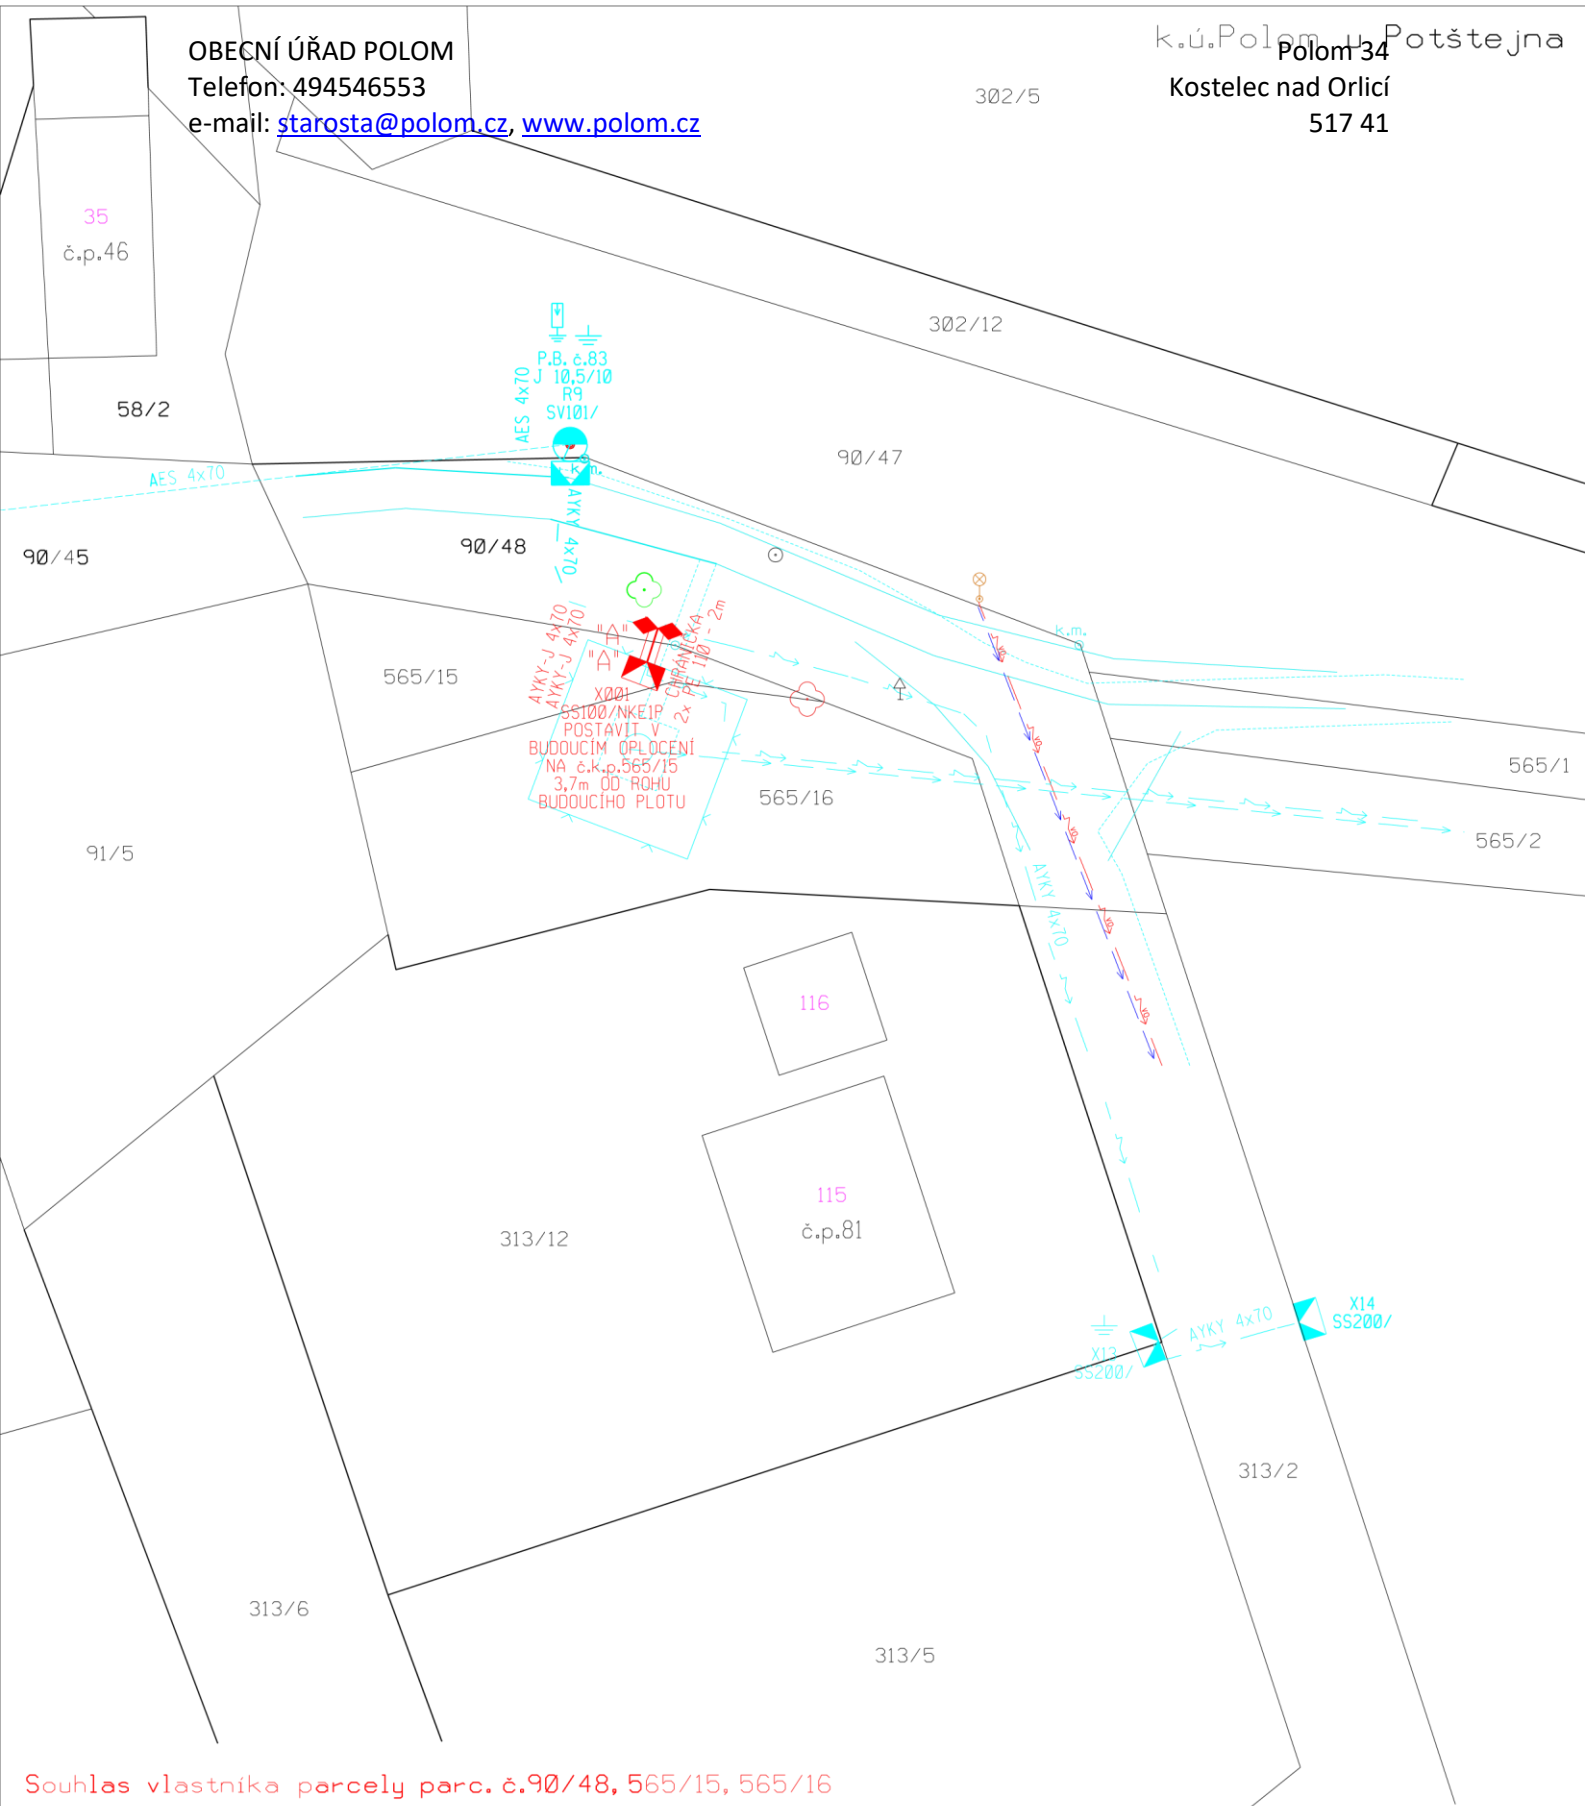 k.ú.Polom u Potštejna
OBECNÍ ÚŘAD POLOM
Polom 34
Telefon: 494546553
Kostelec nad Orlicí
e-mail: starosta@polom.cz, www.polom.cz
517 41
302/5
35
č.p.46
302/12
P.B. č.83
J 10,5/10
R9
SV101/
AES 4x70
58/2
k.m.
90/47
AES 4x70
AYKY 4x70
90/45
90/48
k.m.
"A"
"A"
AYKY-J 4x70
AYKY-J 4x70
CHRÁNIČKA
2x PE 110 - 2m
565/15
X001
SS100/NKE1P
POSTAVIT V
BUDOUCÍM OPLOCENÍ
NA č.k.p.565/15
3,7m OD ROHU
BUDOUCÍHO PLOTU
565/16
565/1
565/2
91/5
AYKY 4x70
116
115
č.p.81
313/12
X14
SS200/
AYKY 4x70
X13
SS200/
313/2
313/6
313/5
Souhlas vlastníka parcely parc. č.90/48, 565/15, 565/16